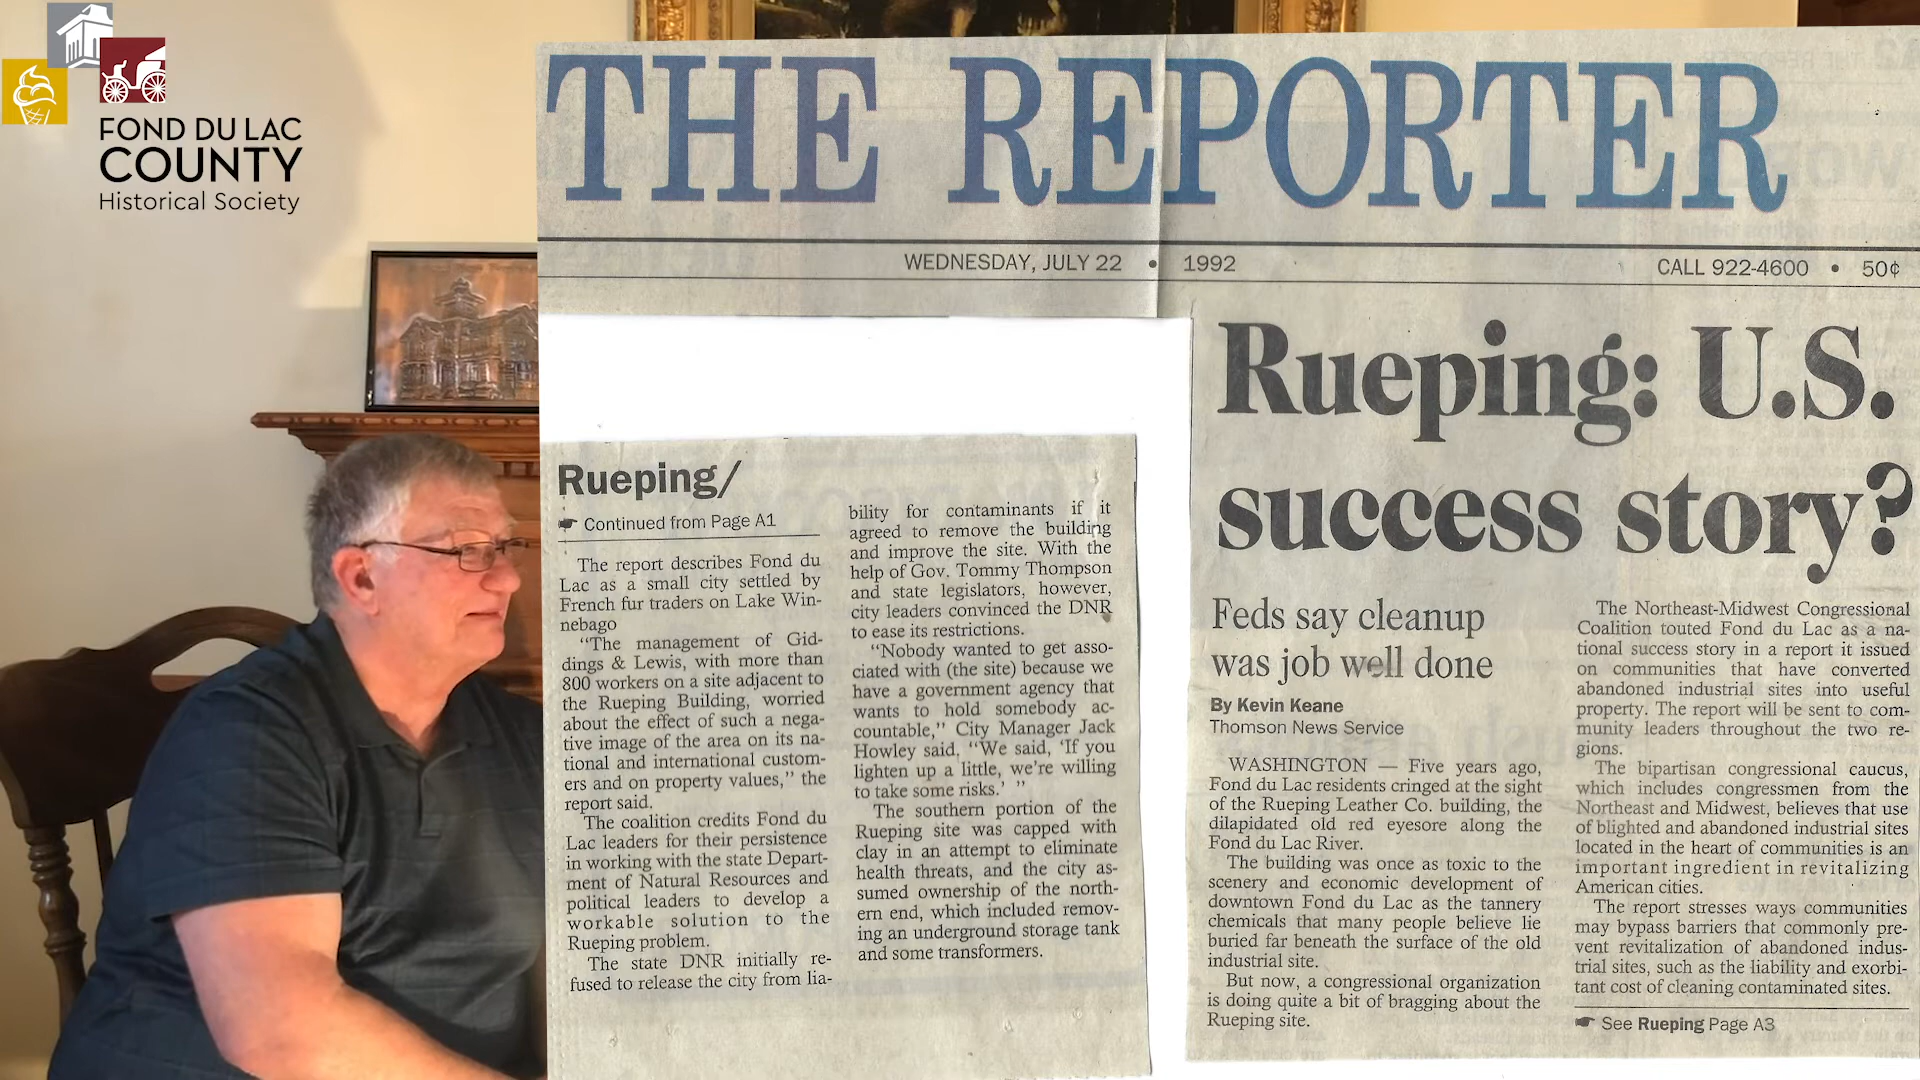 FOND DU LAC
COUNTY
Historical Society
THE REPORTER
WEDNESDAY, JULY 22 • 1992
CALL 922-4600 • 50¢
Rueping: U.S.
success story?
Feds say cleanup
was job well done
By Kevin Keane
Thomson News Service
WASHINGTON — Five years ago,
Fond du Lac residents cringed at the sight
of the Rueping Leather Co. building, the
dilapidated old red eyesore along the
Fond du Lac River.
The building was once as toxic to the
scenery and economic development of
downtown Fond du Lac as the tannery
chemicals that many people believe lie
buried far beneath the surface of the old
industrial site.
But now, a congressional organization
is doing quite a bit of bragging about the
Rueping site.
The Northeast-Midwest Congressional
Coalition touted Fond du Lac as a na-
tional success story in a report it issued
on communities that have converted
abandoned industrial sites into useful
property. The report will be sent to com-
munity leaders throughout the two re-
gions.
The bipartisan congressional caucus,
which includes congressmen from the
Northeast and Midwest, believes that use
of blighted and abandoned industrial sites
located in the heart of communities is an
important ingredient in revitalizing
American cities.
The report stresses ways communities
may bypass barriers that commonly pre-
vent revitalization of abandoned indus-
trial sites, such as the liability and exorbi-
tant cost of cleaning contaminated sites.
See Rueping Page A3
Rueping/
Continued from Page A1
The report describes Fond du
Lac as a small city settled by
French fur traders on Lake Win-
nebago
“The management of Gid-
dings & Lewis, with more than
800 workers on a site adjacent to
the Rueping Building, worried
about the effect of such a nega-
tive image of the area on its na-
tional and international custom-
ers and on property values,” the
report said.
The coalition credits Fond du
Lac leaders for their persistence
in working with the state Depart-
ment of Natural Resources and
political leaders to develop a
workable solution to the
Rueping problem.
The state DNR initially re-
fused to release the city from lia-
bility for contaminants if it
agreed to remove the building
and improve the site. With the
help of Gov. Tommy Thompson
and state legislators, however,
city leaders convinced the DNR
to ease its restrictions.
“Nobody wanted to get asso-
ciated with (the site) because we
have a government agency that
wants to hold somebody ac-
countable,” City Manager Jack
Howley said. “We said, ‘If you
lighten up a little, we’re willing
to take some risks.’ ”
The southern portion of the
Rueping site was capped with
clay in an attempt to eliminate
health threats, and the city as-
sumed ownership of the north-
ern end, which included remov-
ing an underground storage tank
and some transformers.